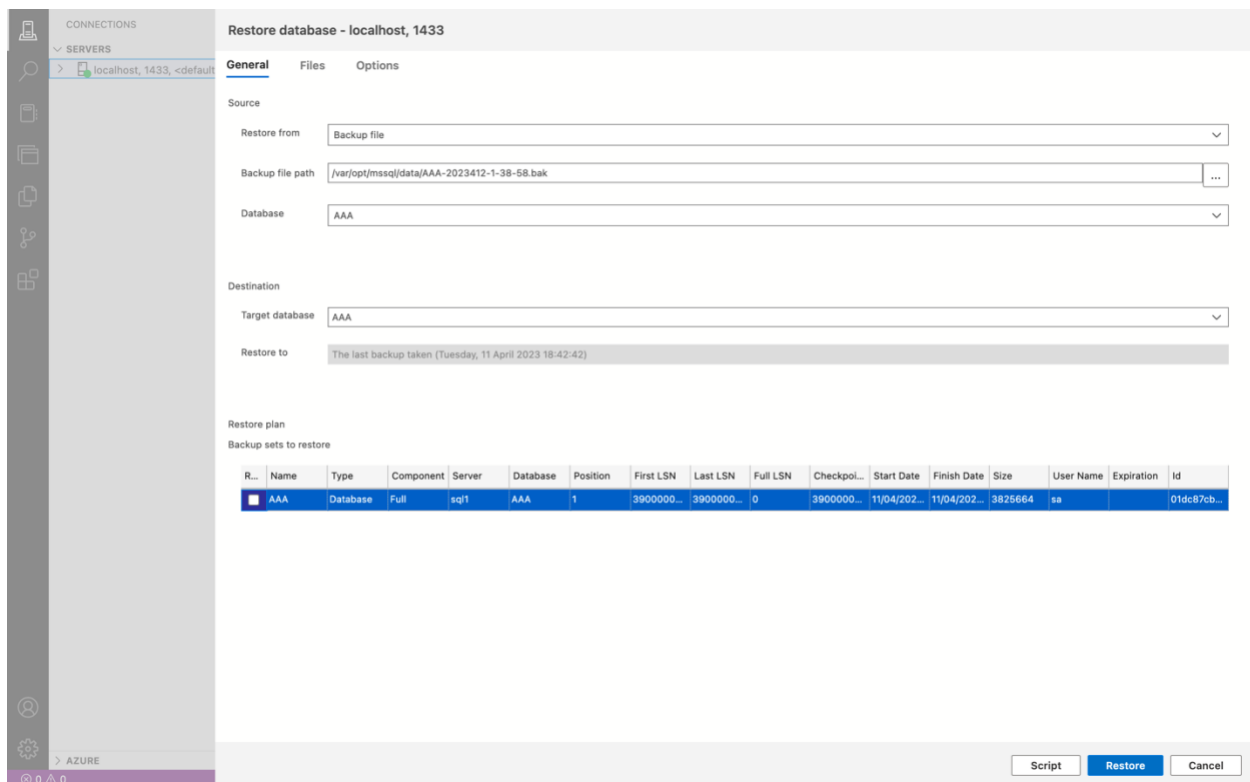 CONNECTIONS
SERVERS
localhost, 1433, <default
AZURE
0 0
Restore database - localhost, 1433
General Files Options
Source
Restore from Backup file
Backup file path /var/opt/mssql/data/AAA-2023412-1-38-58.bak ...
Database AAA
Destination
Target database AAA
Restore to The last backup taken (Tuesday, 11 April 2023 18:42:42)
Restore plan
Backup sets to restore
R... Name Type Component Server Database Position First LSN Last LSN Full LSN Checkpoi... Start Date Finish Date Size User Name Expiration Id
AAA Database Full sql1 AAA 1 3900000... 3900000... 0 3900000... 11/04/202... 11/04/202... 3825664 sa 01dc87cb...
Script Restore Cancel